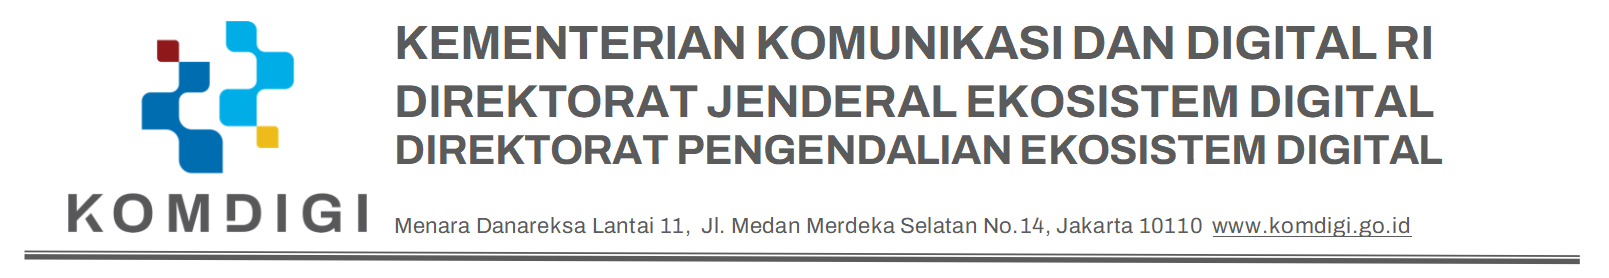 KEMENTERIAN KOMUNIKASI DAN DIGITAL RI
DIREKTORAT JENDERAL EKOSISTEM DIGITAL
DIREKTORAT PENGENDALIAN EKOSISTEM DIGITAL
KOMDIGI
Menara Danareksa Lantai 11, Jl. Medan Merdeka Selatan No.14, Jakarta 10110 www.komdigi.go.id